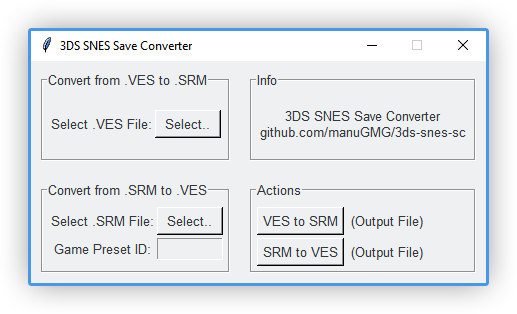 3DS SNES Save Converter
Convert from .VES to .SRM
Select .VES File: Select..
Info
3DS SNES Save Converter
github.com/manuGMG/3ds-snes-sc
Convert from .SRM to .VES
Select .SRM File: Select..
Game Preset ID:
Actions
VES to SRM (Output File)
SRM to VES (Output File)